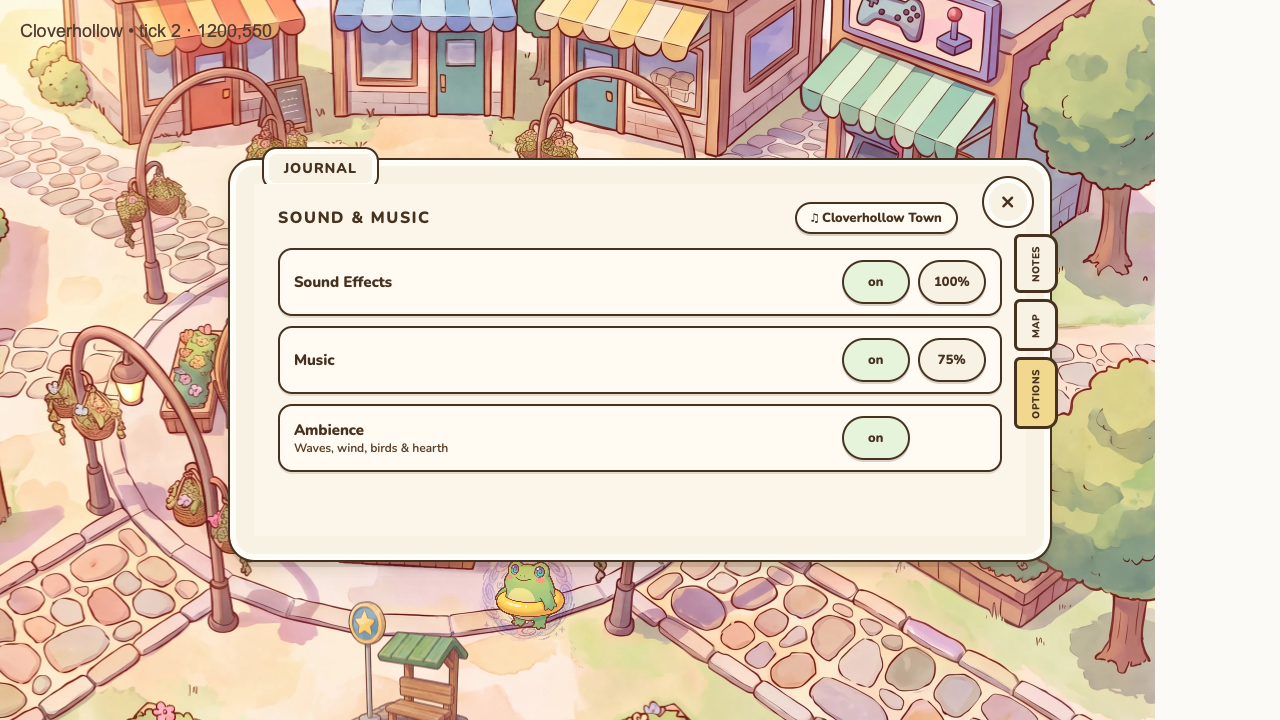 Cloverhollow • tick 2 · 1200,550
JOURNAL
SOUND & MUSIC
♫ Cloverhollow Town
Sound Effects
on
100%
Music
on
75%
Ambience
Waves, wind, birds & hearth
on
NOTES
MAP
OPTIONS